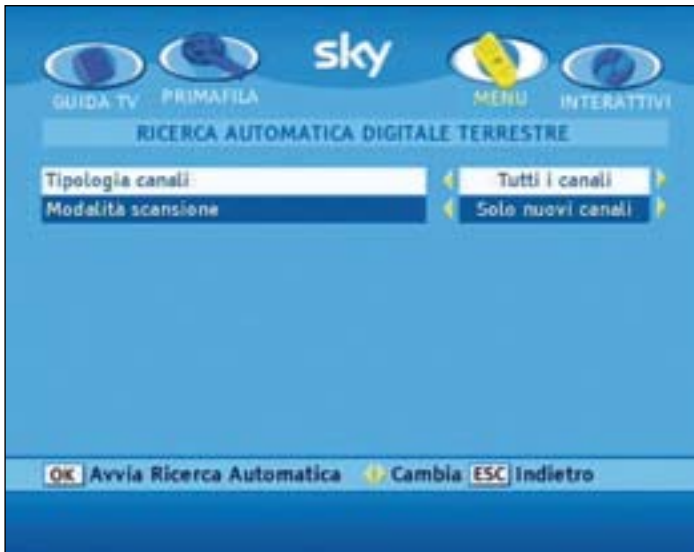 sky
GUIDA TV PRIMAFILA MENU INTERATTIVI
RICERCA AUTOMATICA DIGITALE TERRESTRE
Tipologia canali Tutti i canali
Modalità scansione Solo nuovi canali
OK Avvia Ricerca Automatica Cambia ESC Indietro